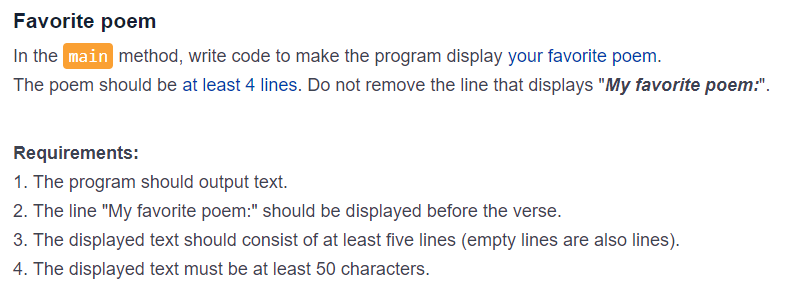 Favorite poem
In the main method, write code to make the program display your favorite poem.
The poem should be at least 4 lines. Do not remove the line that displays "My favorite poem:".
Requirements:
1. The program should output text.
2. The line "My favorite poem:" should be displayed before the verse.
3. The displayed text should consist of at least five lines (empty lines are also lines).
4. The displayed text must be at least 50 characters.